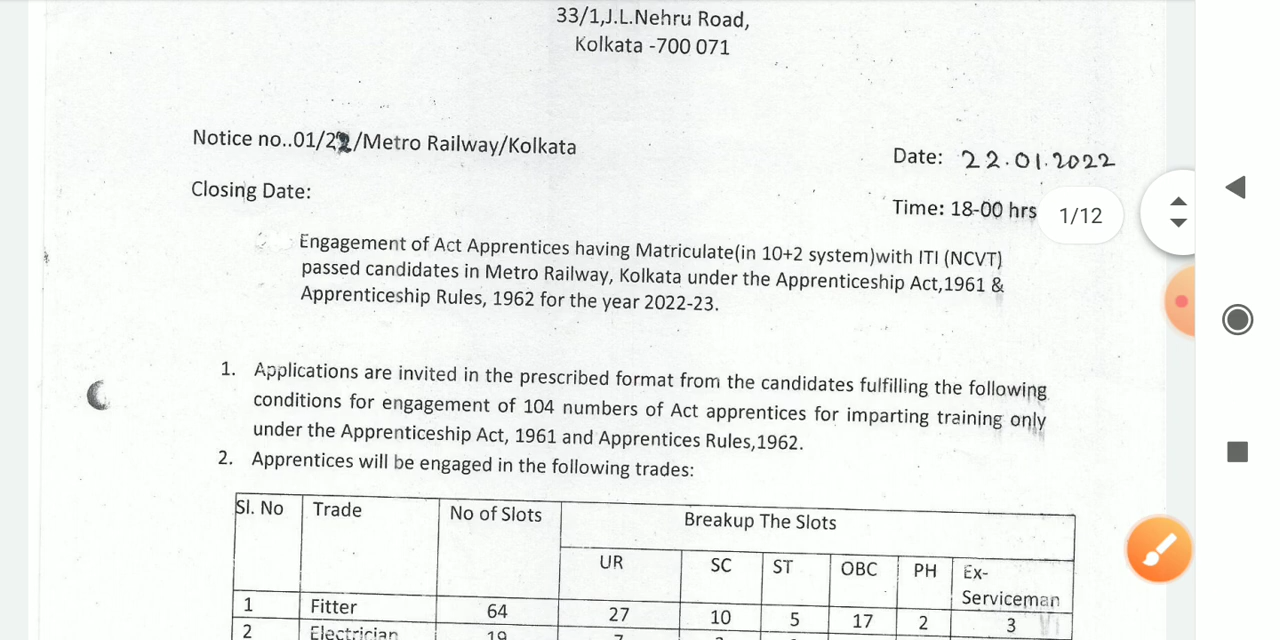 33/1,J.L.Nehru Road,
Kolkata -700 071
Notice no..01/22/Metro Railway/Kolkata
Date: 22.01.2022
Closing Date:
Time: 18-00 hrs
1/12
Engagement of Act Apprentices having Matriculate(in 10+2 system)with ITI (NCVT)
passed candidates in Metro Railway, Kolkata under the Apprenticeship Act,1961 &
Apprenticeship Rules, 1962 for the year 2022-23.
1. Applications are invited in the prescribed format from the candidates fulfilling the following
conditions for engagement of 104 numbers of Act apprentices for imparting training only
under the Apprenticeship Act, 1961 and Apprentices Rules,1962.
2. Apprentices will be engaged in the following trades:
Sl. No Trade No of Slots Breakup The Slots
UR SC ST OBC PH Ex-
Serviceman
1 Fitter 64 27 10 5 17 2 3
2 Electrician 19 7